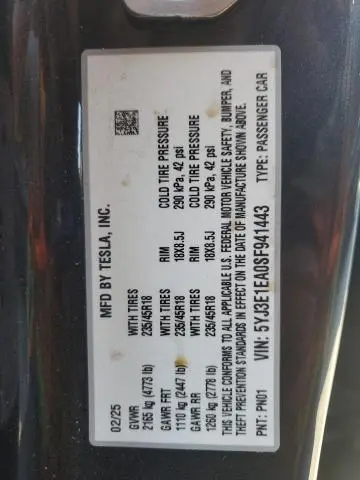 MFD BY TESLA, INC.
02/25
GVWR WITH TIRES RIM COLD TIRE PRESSURE
2165 kg (4773 lb) 235/45R18 18X8.5J 290 kPa, 42 psi
GAWR FRT WITH TIRES RIM COLD TIRE PRESSURE
1110 kg (2447 lb) 235/45R18 18X8.5J 290 kPa, 42 psi
GAWR RR
1260 kg (2778 lb) 235/45R18
THIS VEHICLE CONFORMS TO ALL APPLICABLE U.S. FEDERAL MOTOR VEHICLE SAFETY, BUMPER, AND
THEFT PREVENTION STANDARDS IN EFFECT ON THE DATE OF MANUFACTURE SHOWN ABOVE.
VIN: 5YJ3E1EA0SF941443
PNT: PN01 TYPE: PASSENGER CAR